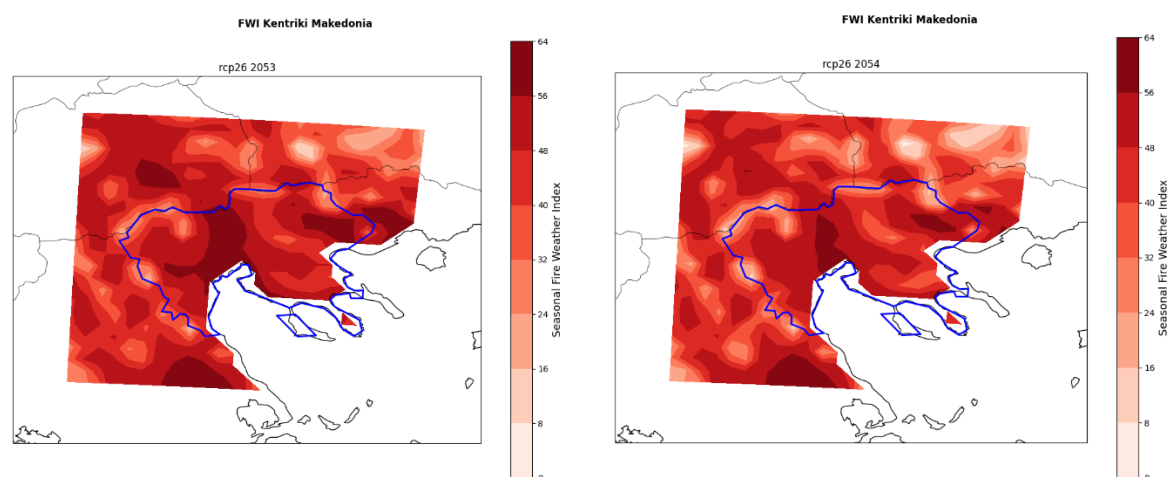 FWI Kentriki Makedonia
rcp26 2053
64
56
48
40
32
24
16
8
Seasonal Fire Weather Index
FWI Kentriki Makedonia
rcp26 2054
64
56
48
40
32
24
16
8
Seasonal Fire Weather Index